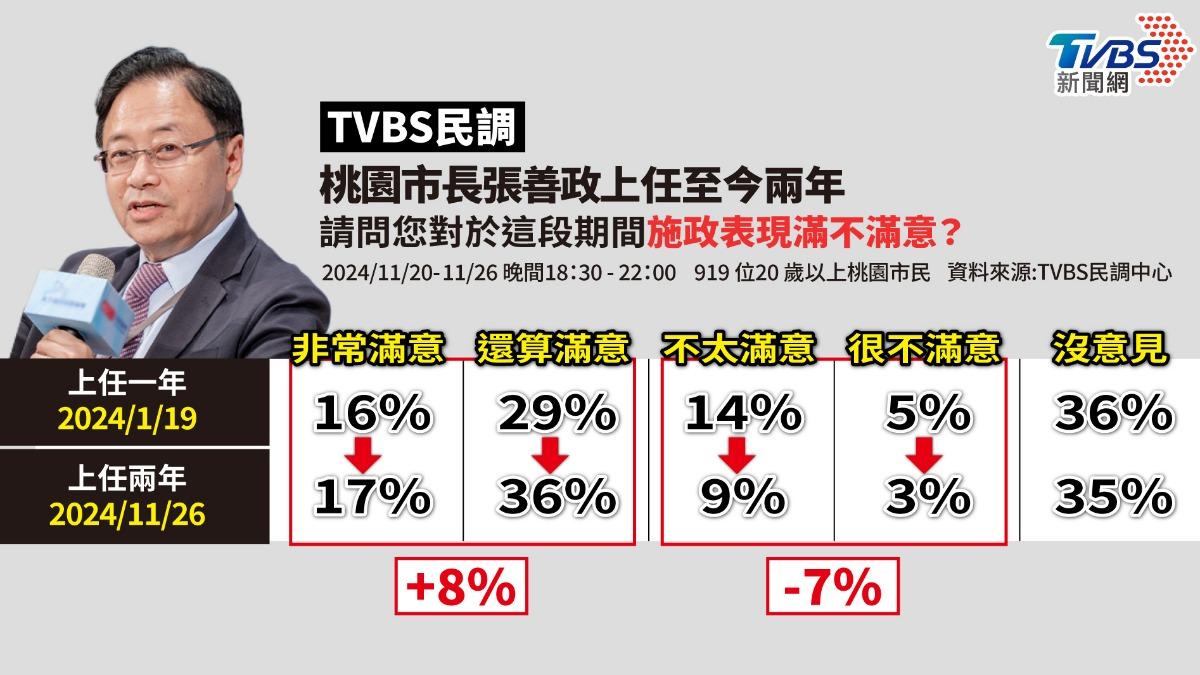 TVBS
新聞網
TVBS民調
桃園市長張善政上任至今兩年
請問您對於這段期間施政表現滿不滿意？
2024/11/20-11/26 晚間18:30 - 22:00 919 位20 歲以上桃園市民 資料來源:TVBS民調中心
非常滿意 還算滿意 不太滿意 很不滿意 沒意見
上任一年
2024/1/19
16% 29% 14% 5% 36%
上任兩年
2024/11/26
17% 36% 9% 3% 35%
+8% -7%